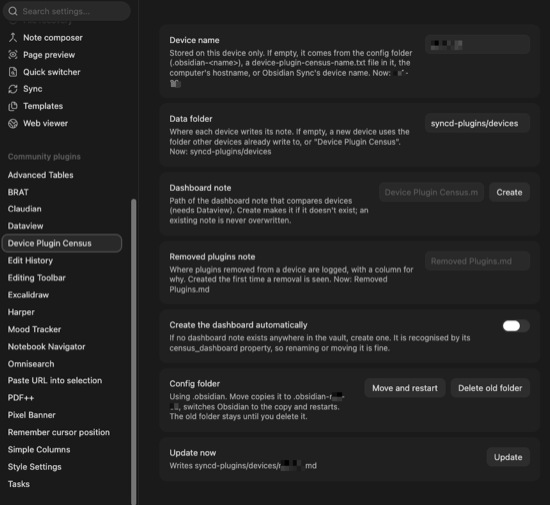 Search settings...
Note composer
Page preview
Quick switcher
Sync
Templates
Web viewer
Community plugins
Advanced Tables
BRAT
Claudian
Dataview
Device Plugin Census
Edit History
Editing Toolbar
Excalidraw
Harper
Mood Tracker
Notebook Navigator
Omnisearch
Paste URL into selection
PDF++
Pixel Banner
Remember cursor position
Simple Columns
Style Settings
Tasks
Device name
Stored on this device only. If empty, it comes from the config folder
(.obsidian-<name>), a device-plugin-census-name.txt file in it, the
computer's hostname, or Obsidian Sync's device name. Now:
Data folder
Where each device writes its note. If empty, a new device uses the
folder other devices already write to, or "Device Plugin Census".
Now: syncd-plugins/devices
syncd-plugins/devices
Dashboard note
Path of the dashboard note that compares devices
(needs Dataview). Create makes it if it doesn't exist; an
existing note is never overwritten.
Device Plugin Census.m
Create
Removed plugins note
Where plugins removed from a device are logged, with a column for
why. Created the first time a removal is seen. Now: Removed
Plugins.md
Removed Plugins.md
Create the dashboard automatically
If no dashboard note exists anywhere in the vault, create one. It is recognised by its
census_dashboard property, so renaming or moving it is fine.
Config folder
Using .obsidian. Move copies it to .obsidian-
, switches Obsidian to the copy and restarts.
The old folder stays until you delete it.
Move and restart
Delete old folder
Update now
Writes syncd-plugins/devices/ .md
Update